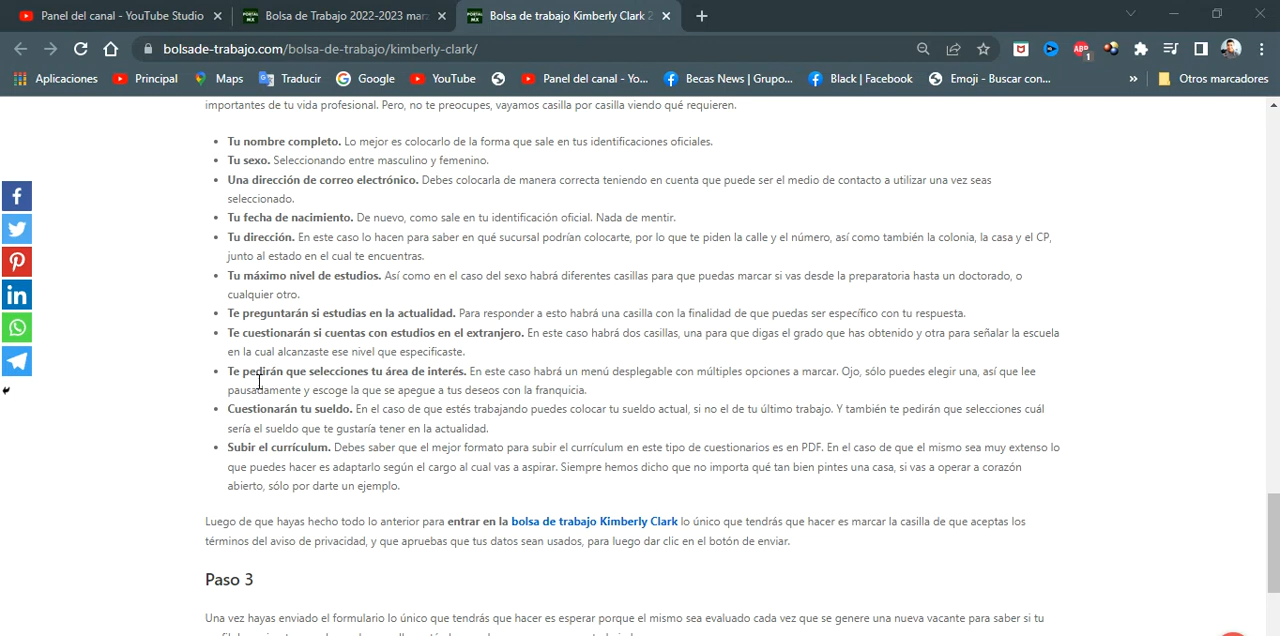 Panel del canal - YouTube Studio
Bolsa de Trabajo 2022-2023 mar
Bolsa de trabajo Kimberly Clark 2
bolsade-trabajo.com/bolsa-de-trabajo/kimberly-clark/
ABP
1
Aplicaciones
Principal
Maps
Traducir
Google
YouTube
Panel del canal - Yo...
Becas News | Grupo...
Black | Facebook
Emoji - Buscar con...
»
Otros marcadores
importantes de tu vida profesional. Pero, no te preocupes, vayamos casilla por casilla viendo qué requieren.
• Tu nombre completo. Lo mejor es colocarlo de la forma que sale en tus identificaciones oficiales.
• Tu sexo. Seleccionando entre masculino y femenino.
• Una dirección de correo electrónico. Debes colocarla de manera correcta teniendo en cuenta que puede ser el medio de contacto a utilizar una vez seas
seleccionado.
• Tu fecha de nacimiento. De nuevo, como sale en tu identificación oficial. Nada de mentir.
• Tu dirección. En este caso lo hacen para saber en qué sucursal podrían colocarte, por lo que te piden la calle y el número, así como también la colonia, la casa y el CP,
junto al estado en el cual te encuentras.
• Tu máximo nivel de estudios. Así como en el caso del sexo habrá diferentes casillas para que puedas marcar si vas desde la preparatoria hasta un doctorado, o
cualquier otro.
• Te preguntarán si estudias en la actualidad. Para responder a esto habrá una casilla con la finalidad de que puedas ser específico con tu respuesta.
• Te cuestionarán si cuentas con estudios en el extranjero. En este caso habrá dos casillas, una para que digas el grado que has obtenido y otra para señalar la escuela
en la cual alcanzaste ese nivel que especificaste.
• Te pedirán que selecciones tu área de interés. En este caso habrá un menú desplegable con múltiples opciones a marcar. Ojo, sólo puedes elegir una, así que lee
pausadamente y escoge la que se apegue a tus deseos con la franquicia.
• Cuestionarán tu sueldo. En el caso de que estés trabajando puedes colocar tu sueldo actual, si no el de tu último trabajo. Y también te pedirán que selecciones cuál
sería el sueldo que te gustaría tener en la actualidad.
• Subir el currículum. Debes saber que el mejor formato para subir el currículum en este tipo de cuestionarios es en PDF. En el caso de que el mismo sea muy extenso lo
que puedes hacer es adaptarlo según el cargo al cual vas a aspirar. Siempre hemos dicho que no importa qué tan bien pintes una casa, si vas a operar a corazón
abierto, sólo por darte un ejemplo.
Luego de que hayas hecho todo lo anterior para entrar en la bolsa de trabajo Kimberly Clark lo único que tendrás que hacer es marcar la casilla de que aceptas los
términos del aviso de privacidad, y que apruebas que tus datos sean usados, para luego dar clic en el botón de enviar.
Paso 3
Una vez hayas enviado el formulario lo único que tendrás que hacer es esperar porque el mismo sea evaluado cada vez que se genere una nueva vacante para saber si tu